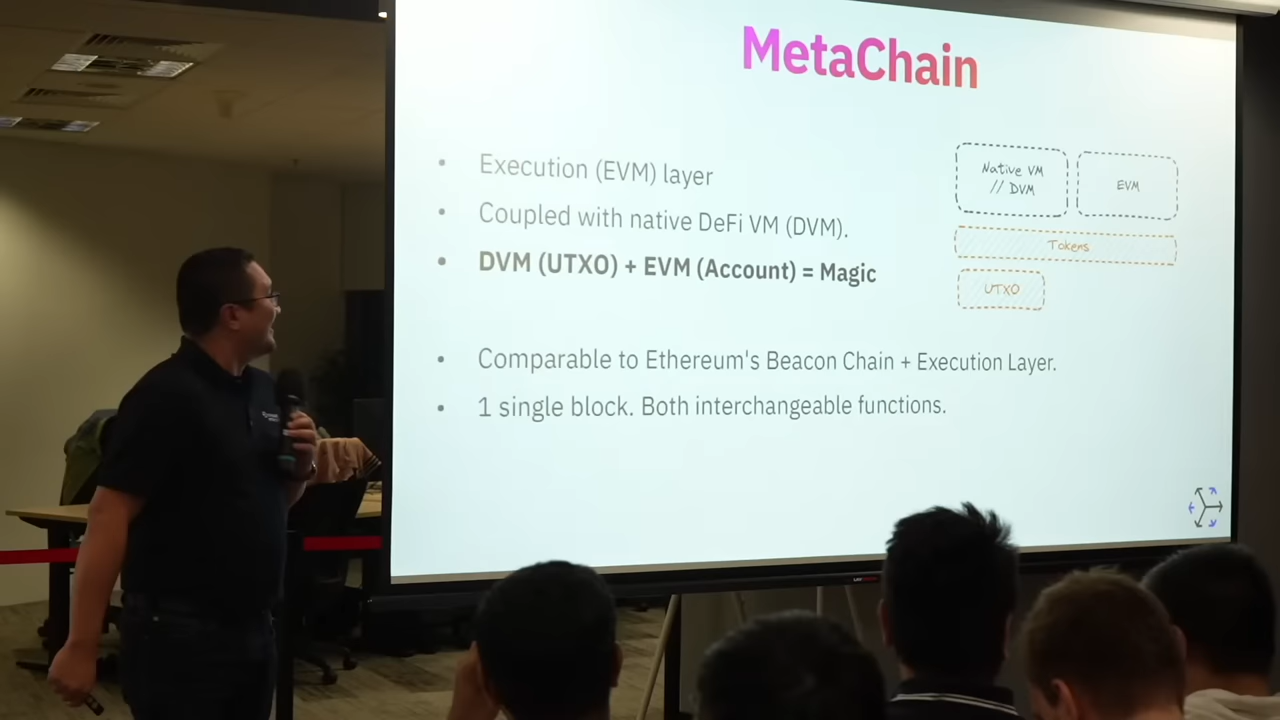 MetaChain
• Execution (EVM) layer
• Coupled with native DeFi VM (DVM).
• DVM (UTXO) + EVM (Account) = Magic
• Comparable to Ethereum's Beacon Chain + Execution Layer.
• 1 single block. Both interchangeable functions.
Native VM
// DVM
EVM
Tokens
UTXO